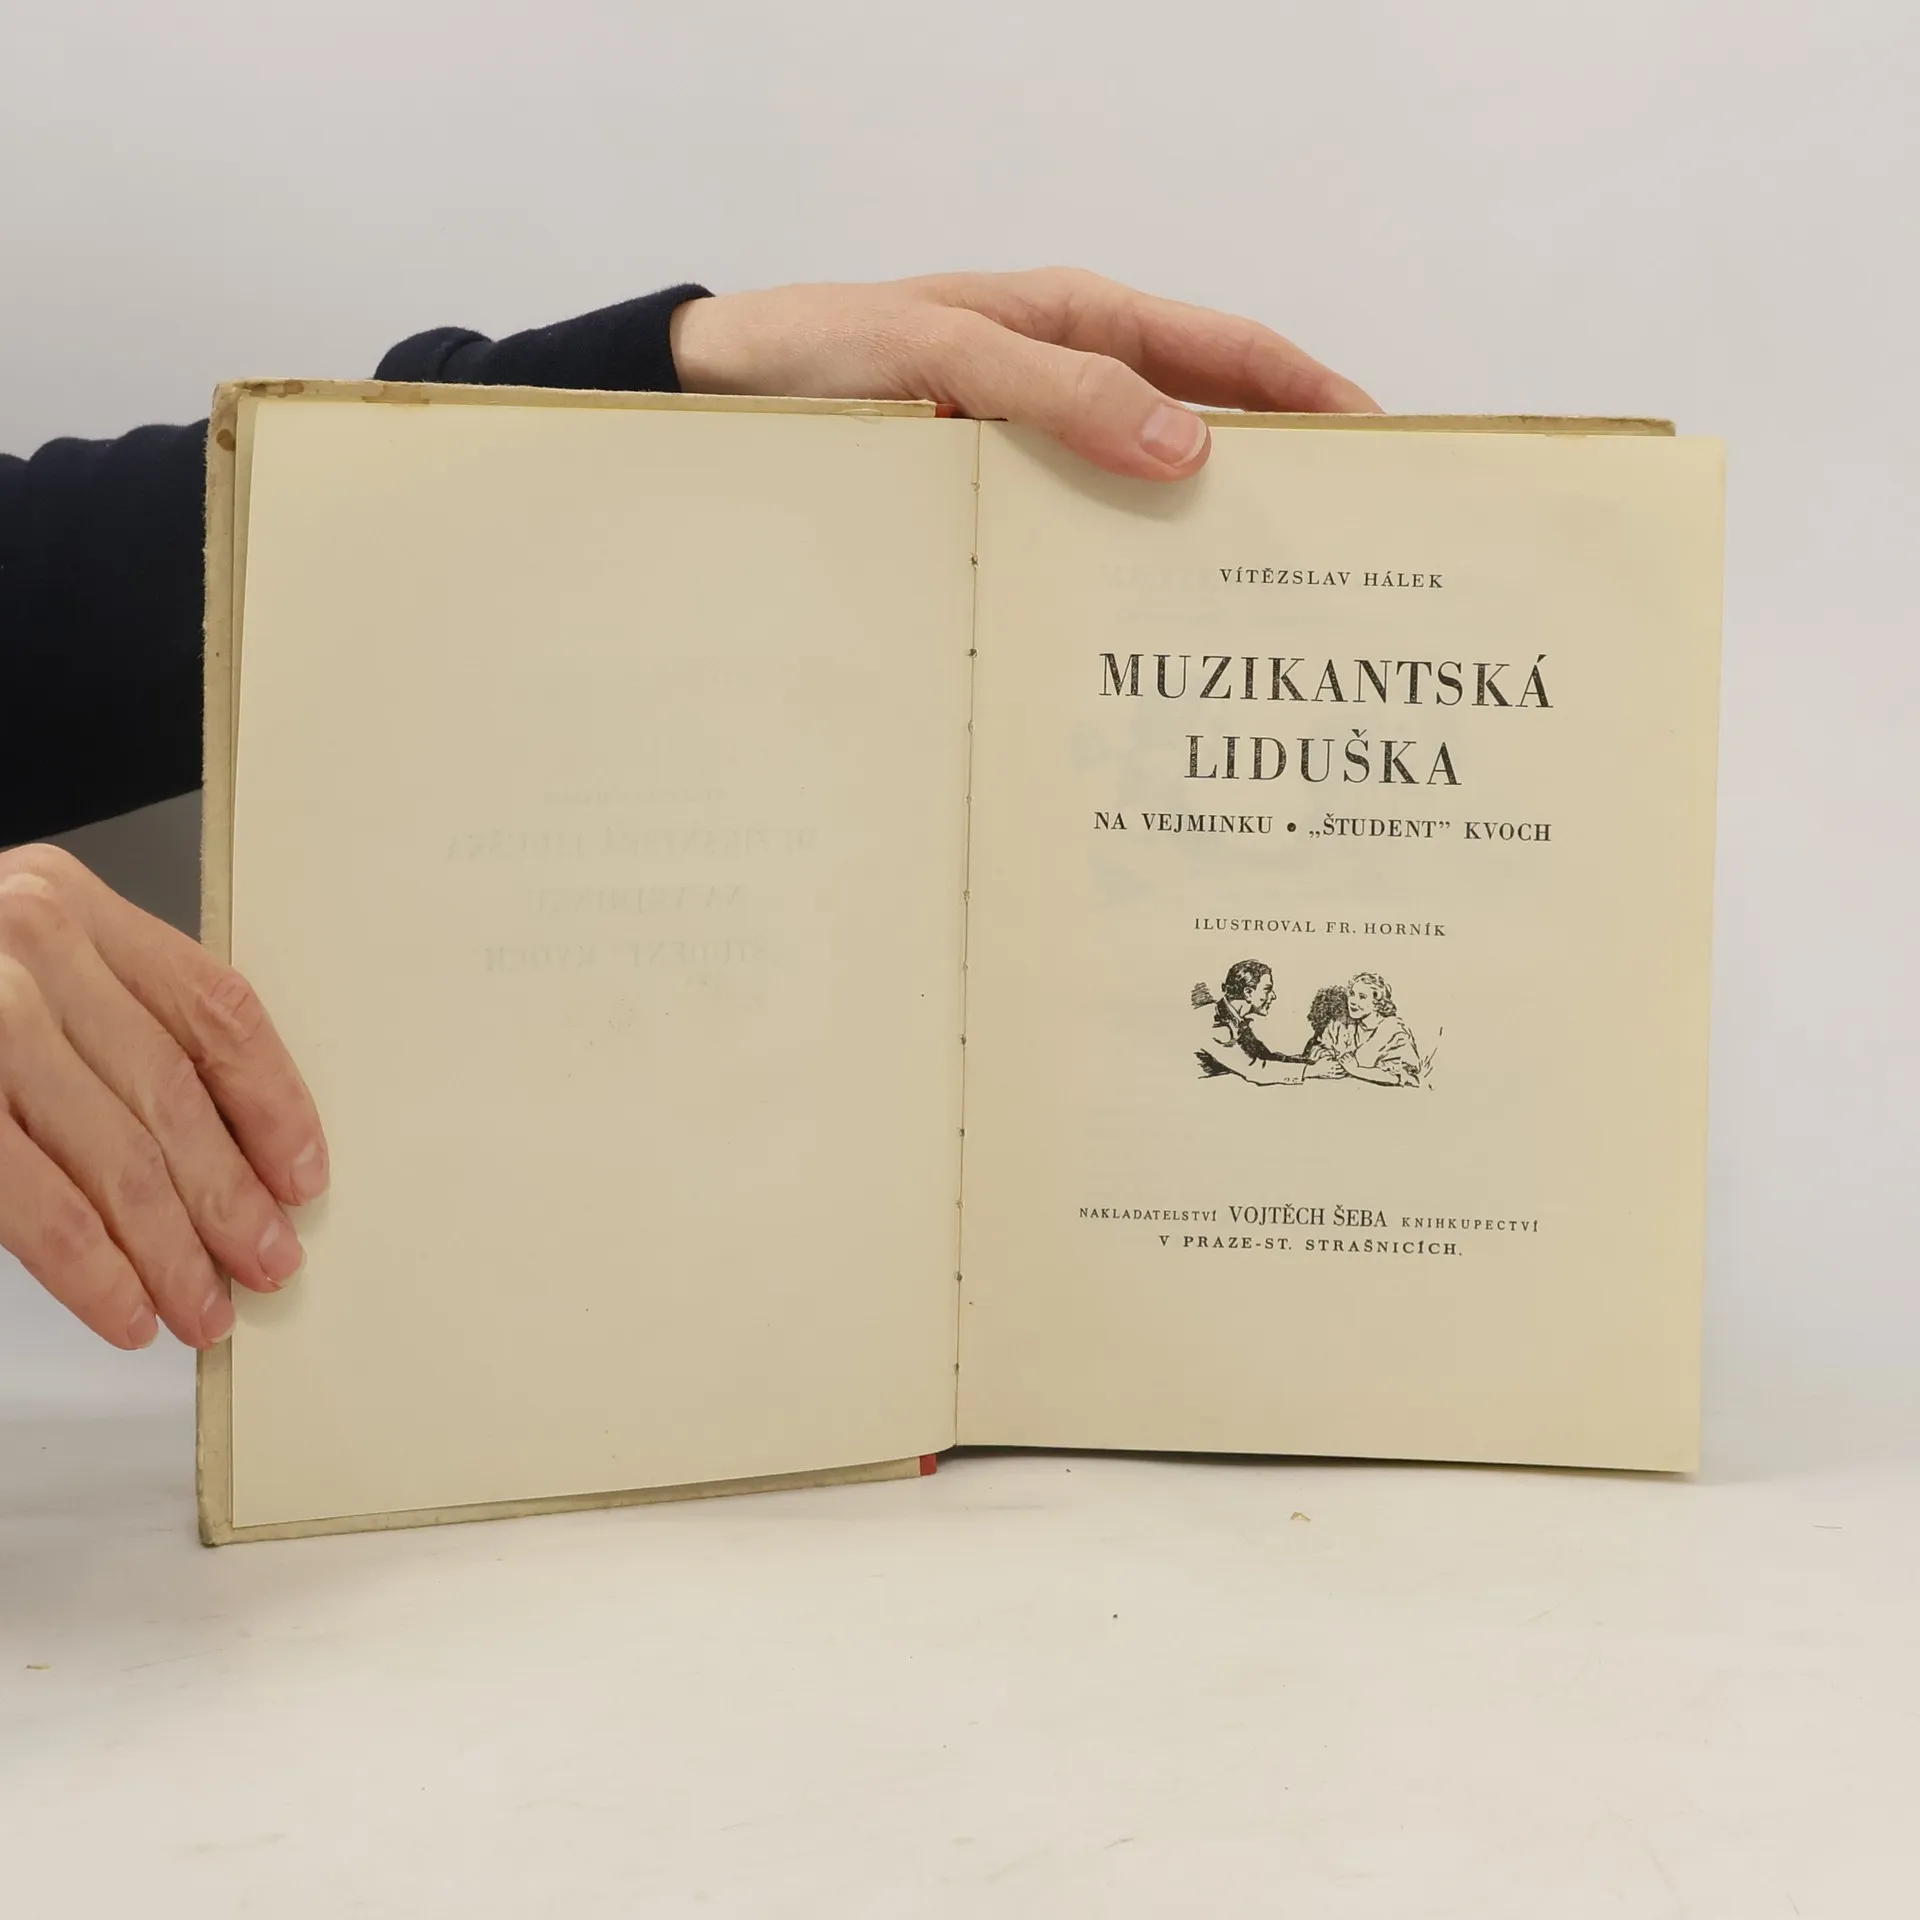 VÍTĚZSLAV HÁLEK
MUZIKANTSKÁ
LIDUŠKA
NA VEJMINKU • „ŠTUDENT” KVOCH
ILUSTROVAL FR. HORNÍK
NAKLADATELSTVÍ VOJTĚCH ŠEBA KNIHKUPECTVÍ
V PRAZE-ST. STRAŠNICÍCH.